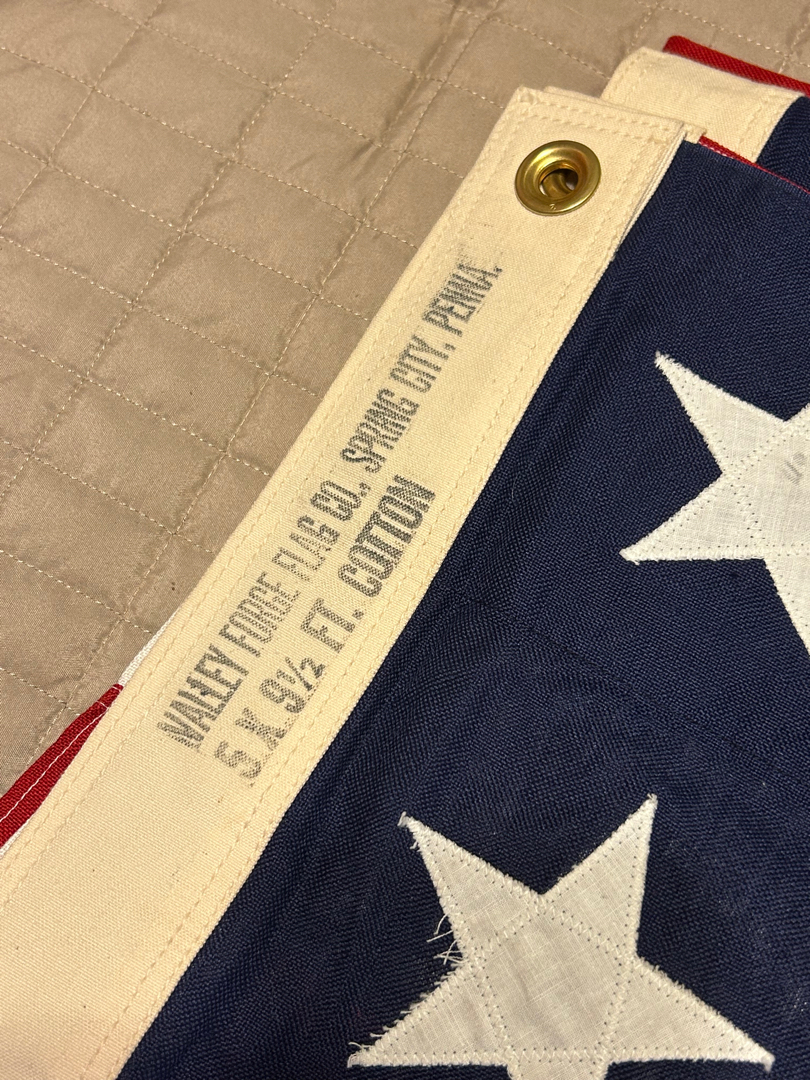 VALLEY FORGE FLAG CO., SPRING CITY, PENNA.
5 X 9½ FT. COTTON